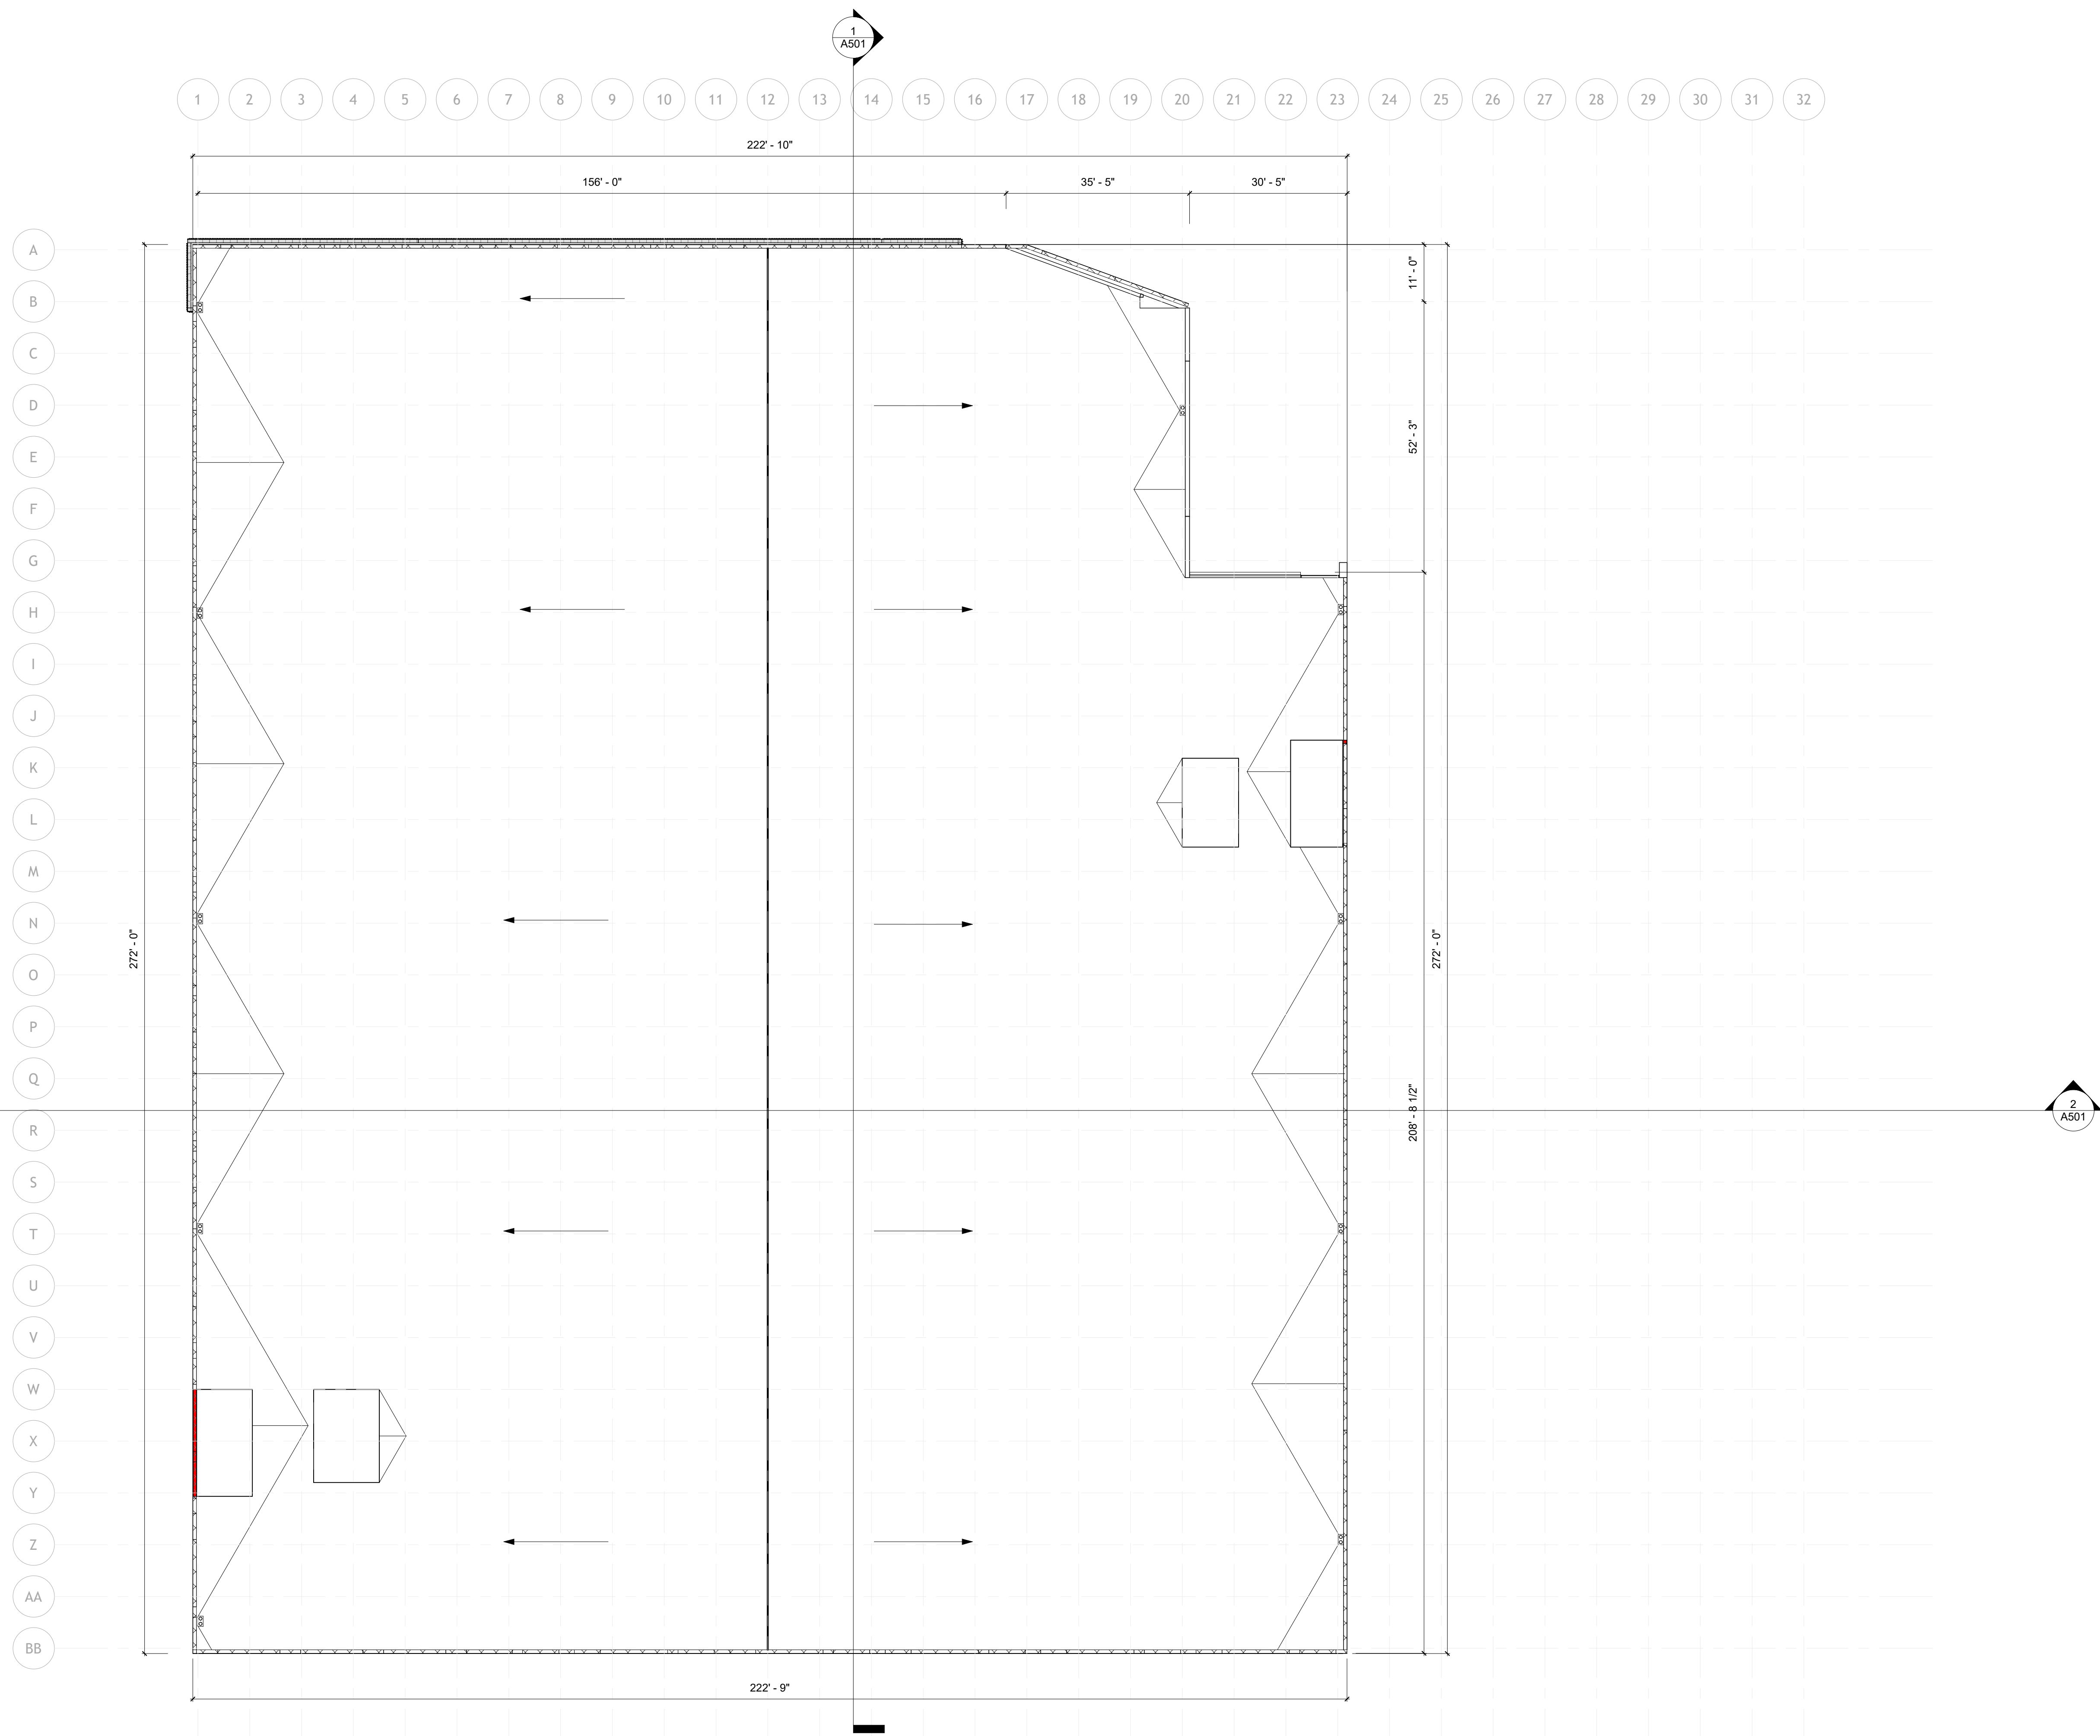 1
A501
1 2 3 4 5 6 7 8 9 10 11 12 13 14 15 16 17 18 19 20 21 22 23 24 25 26 27 28 29 30 31 32
222' - 10"
156' - 0" 35' - 5" 30' - 5"
A
B
C
D
E
F
G
H
I
J
K
L
M
N
O
P
Q
R
S
T
U
V
W
X
Y
Z
AA
BB
272' - 0"
11' - 0"
52' - 3"
208' - 8 1/2"
272' - 0"
2
A501
222' - 9"